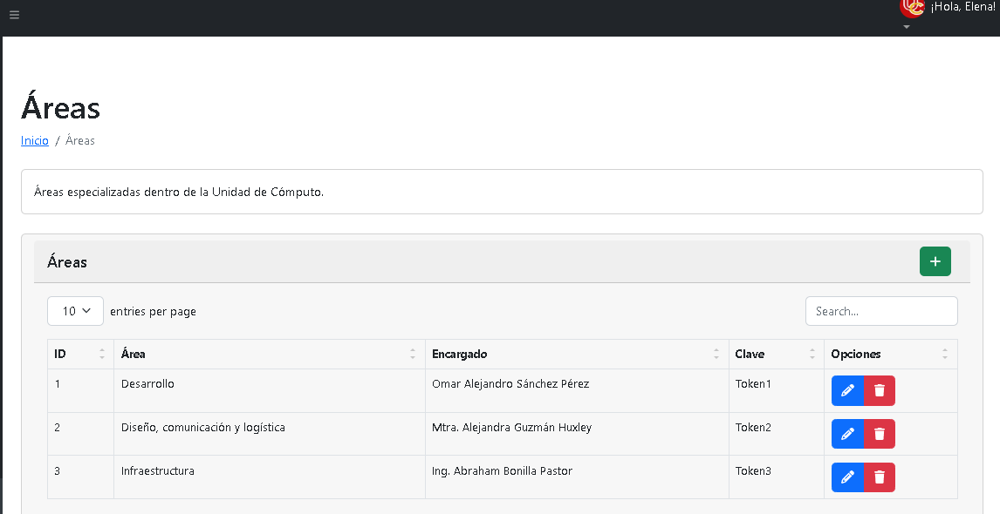 ¡Hola, Elena!
Áreas
Inicio / Áreas
Áreas especializadas dentro de la Unidad de Cómputo.
Áreas
10 entries per page Search...
ID Área Encargado Clave Opciones
1 Desarrollo Omar Alejandro Sánchez Pérez Token1
2 Diseño, comunicación y logística Mtra. Alejandra Guzmán Huxley Token2
3 Infraestructura Ing. Abraham Bonilla Pastor Token3